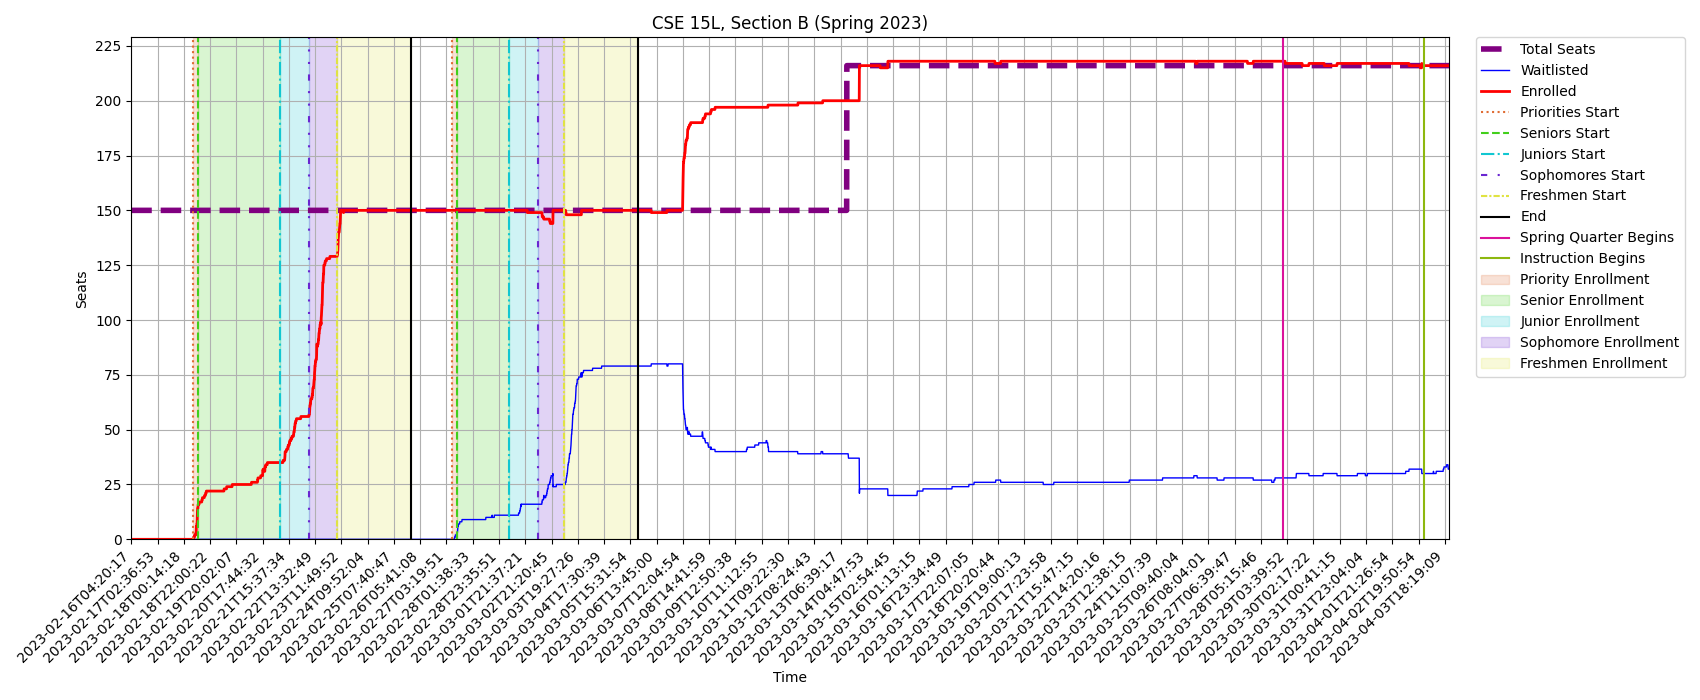 CSE 15L, Section B (Spring 2023)
Seats
225
200
175
150
125
100
75
50
25
0
2023-02-16T04:20:17
2023-02-17T02:36:53
2023-02-18T00:14:18
2023-02-18T22:00:22
2023-02-19T20:02:07
2023-02-20T17:44:32
2023-02-21T15:37:34
2023-02-22T13:32:49
2023-02-23T11:49:52
2023-02-24T09:52:04
2023-02-25T07:40:47
2023-02-26T05:41:08
2023-02-27T03:19:51
2023-02-28T01:38:33
2023-02-28T23:35:51
2023-03-01T21:37:21
2023-03-02T21:20:45
2023-03-03T19:27:26
2023-03-04T17:30:39
2023-03-05T15:31:54
2023-03-06T13:45:00
2023-03-07T12:04:54
2023-03-08T14:41:59
2023-03-09T12:50:38
2023-03-10T11:12:55
2023-03-11T09:22:30
2023-03-12T08:24:43
2023-03-13T06:39:17
2023-03-14T04:47:53
2023-03-15T02:54:45
2023-03-16T01:13:15
2023-03-16T23:34:49
2023-03-17T22:07:05
2023-03-18T20:20:44
2023-03-19T19:00:13
2023-03-20T17:23:58
2023-03-21T15:47:15
2023-03-22T14:20:16
2023-03-23T12:38:15
2023-03-24T11:07:39
2023-03-25T09:40:04
2023-03-26T08:04:01
2023-03-27T06:39:47
2023-03-28T05:15:46
2023-03-29T03:39:52
2023-03-30T02:17:22
2023-03-31T00:41:15
2023-03-31T23:04:04
2023-04-01T21:26:54
2023-04-02T19:50:54
2023-04-03T18:19:09
Time
Total Seats
Waitlisted
Enrolled
Priorities Start
Seniors Start
Juniors Start
Sophomores Start
Freshmen Start
End
Spring Quarter Begins
Instruction Begins
Priority Enrollment
Senior Enrollment
Junior Enrollment
Sophomore Enrollment
Freshmen Enrollment